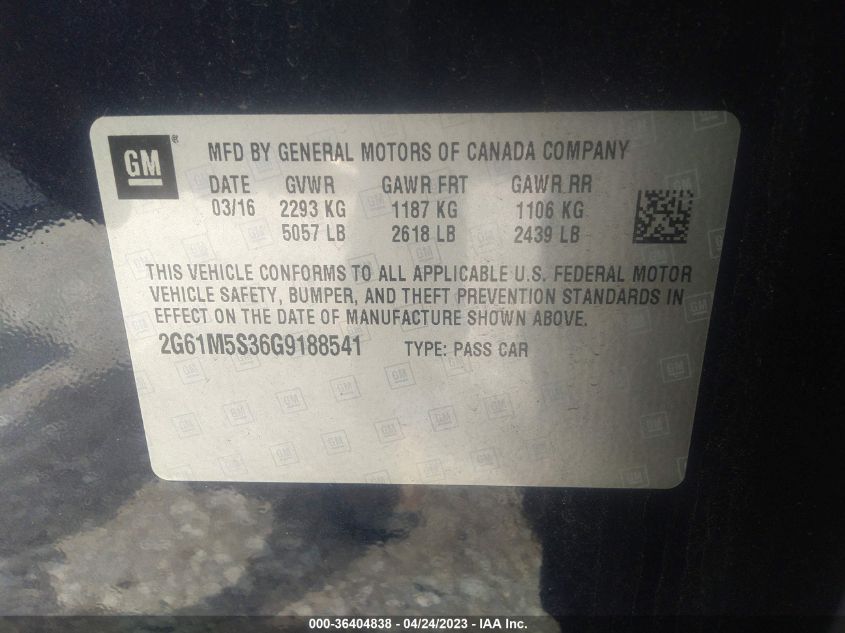 GM®
MFD BY GENERAL MOTORS OF CANADA COMPANY
DATE GVWR GAWR FRT GAWR RR
03/16 2293 KG 1187 KG 1106 KG
5057 LB 2618 LB 2439 LB
THIS VEHICLE CONFORMS TO ALL APPLICABLE U.S. FEDERAL MOTOR
VEHICLE SAFETY, BUMPER, AND THEFT PREVENTION STANDARDS IN
EFFECT ON THE DATE OF MANUFACTURE SHOWN ABOVE.
2G61M5S36G9188541 TYPE: PASS CAR
000-36404838 - 04/24/2023 - IAA Inc.